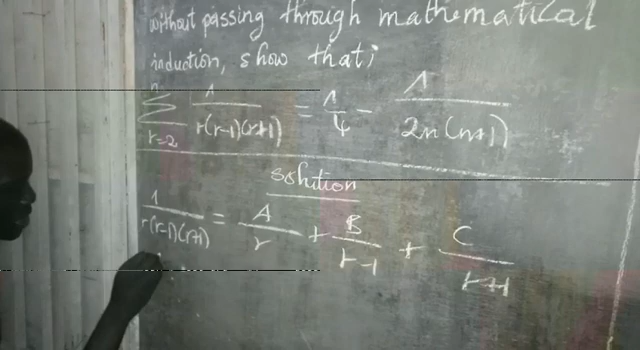 without passing through mathematical
induction, show that;
n
∑ 1/r(r-1)(r+1) = 1/4 - 1/2n(n+1)
r=2
solution
1/r(r-1)(r+1) = A/r + B/r-1 + C/r+1